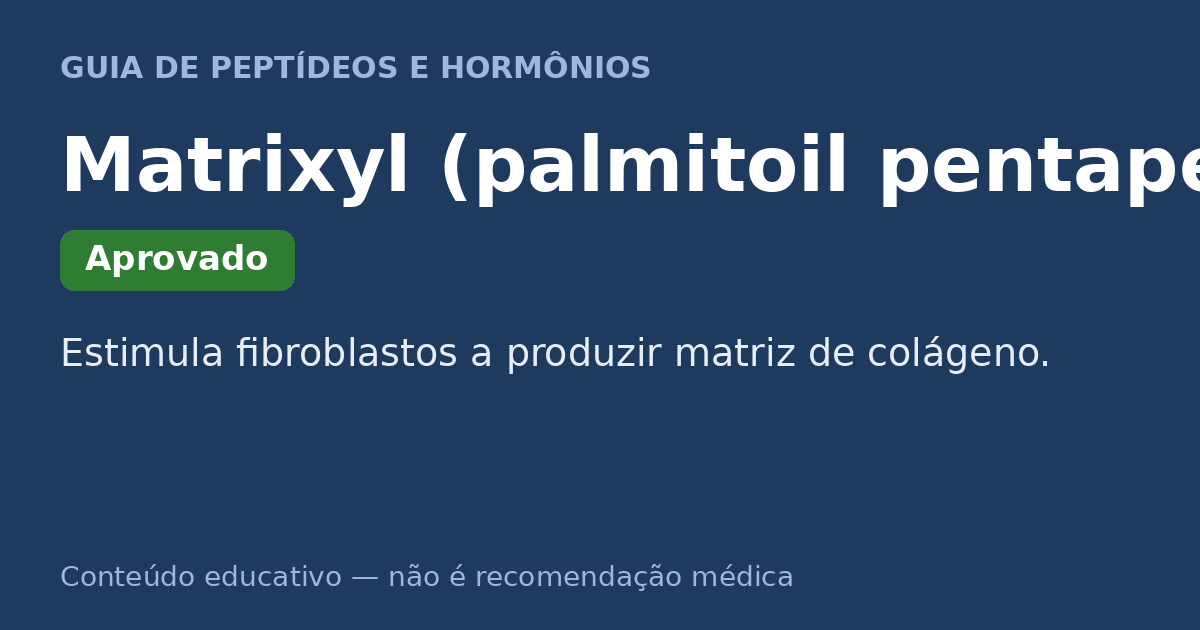 GUIA DE PEPTÍDEOS E HORMÔNIOS
Matrixyl (palmitoil pentape
Aprovado
Estimula fibroblastos a produzir matriz de colágeno.
Conteúdo educativo — não é recomendação médica